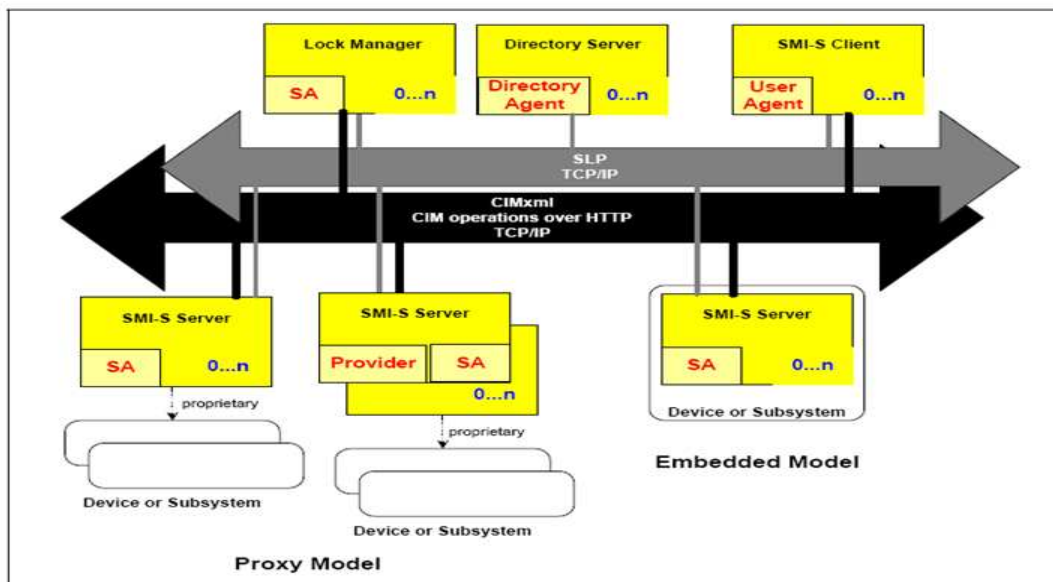 Lock Manager
SA
0...n
Directory Server
Directory
Agent
0...n
SMI-S Client
User
Agent
0...n
SLP
TCP/IP
CIMxml
CIM operations over HTTP
TCP/IP
SMI-S Server
SA
0...n
proprietary
Device or Subsystem
SMI-S Server
Provider
SA
0...n
proprietary
Device or Subsystem
Proxy Model
SMI-S Server
SA
0...n
Device or Subsystem
Embedded Model